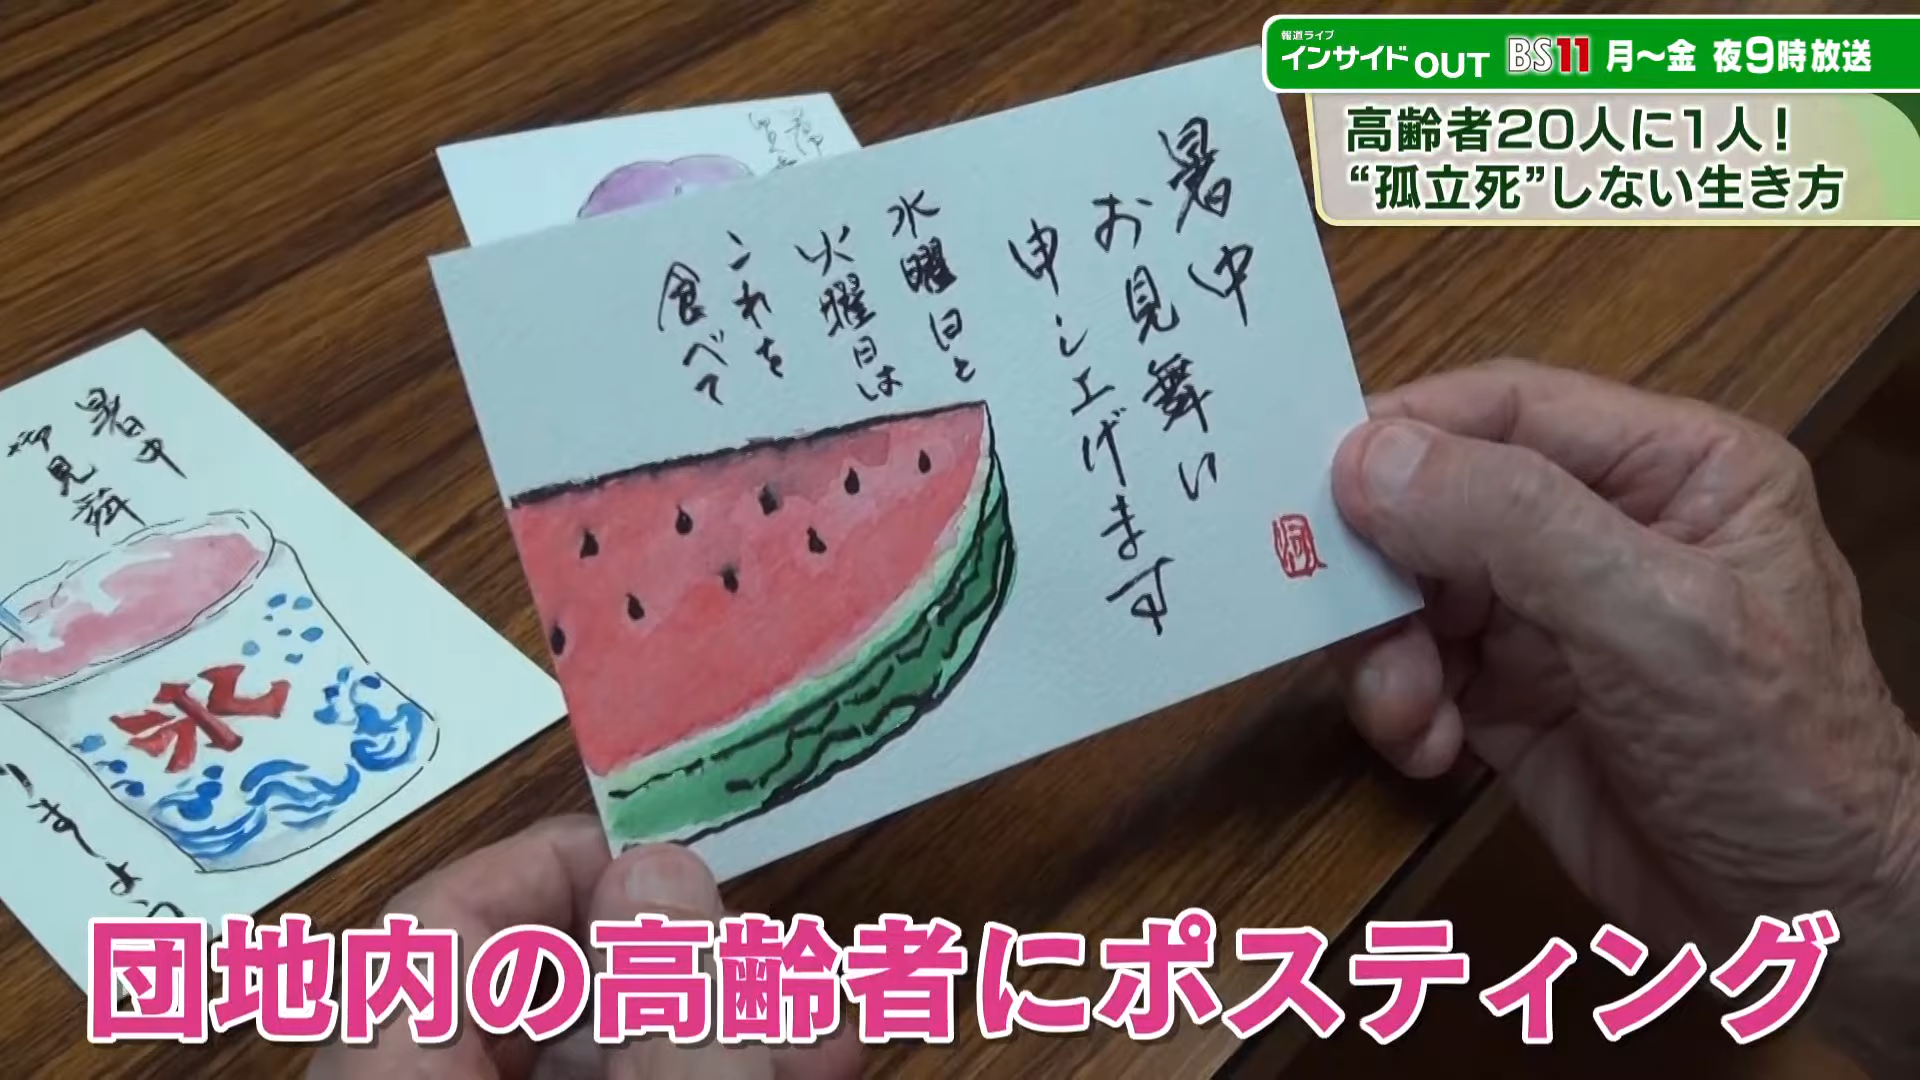 報道ライブ
インサイドOUT BS11 月〜金 夜9時放送
高齢者20人に1人!
“孤立死”しない生き方
暑中
お見舞い
申し上げます
水曜日と
火曜日は
これを
食べて
暑中
御見舞
氷
ましょう
団地内の高齢者にポスティング